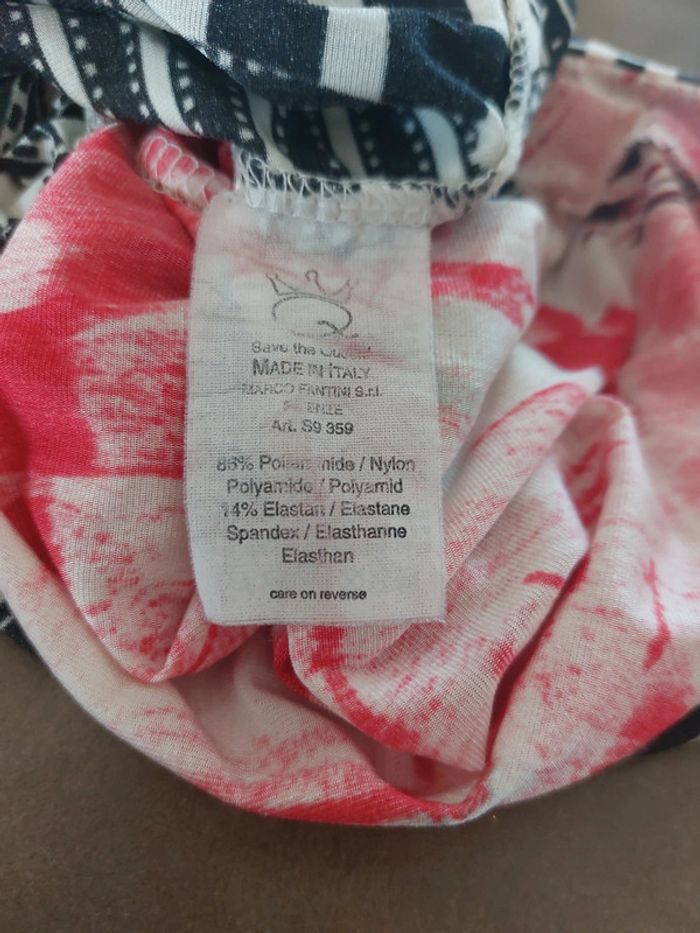 Save the Queen
MADE IN ITALY
MARCO FANTINI S.r.l.
Art. S9 359
86% / Nylon
Polyamide / Polyamid
14% Elastan / Elastane
Spandex / Elasthanne
Elasthan
care on reverse